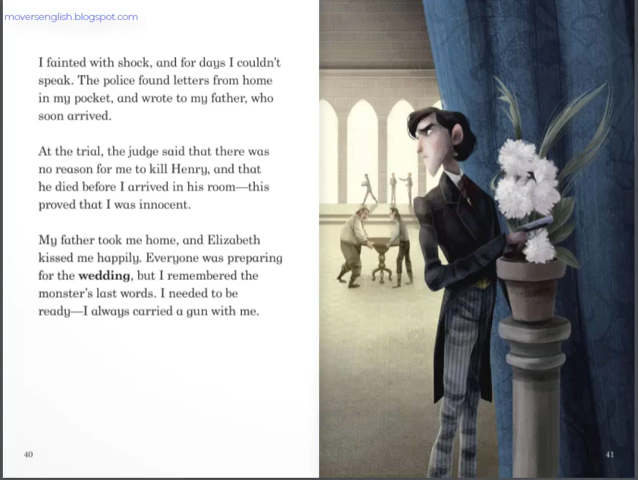 moversenglish.blogspot.com
I fainted with shock, and for days I couldn't
speak. The police found letters from home
in my pocket, and wrote to my father, who
soon arrived.
At the trial, the judge said that there was
no reason for me to kill Henry, and that
he died before I arrived in his room—this
proved that I was innocent.
My father took me home, and Elizabeth
kissed me happily. Everyone was preparing
for the wedding, but I remembered the
monster's last words. I needed to be
ready—I always carried a gun with me.
40
41